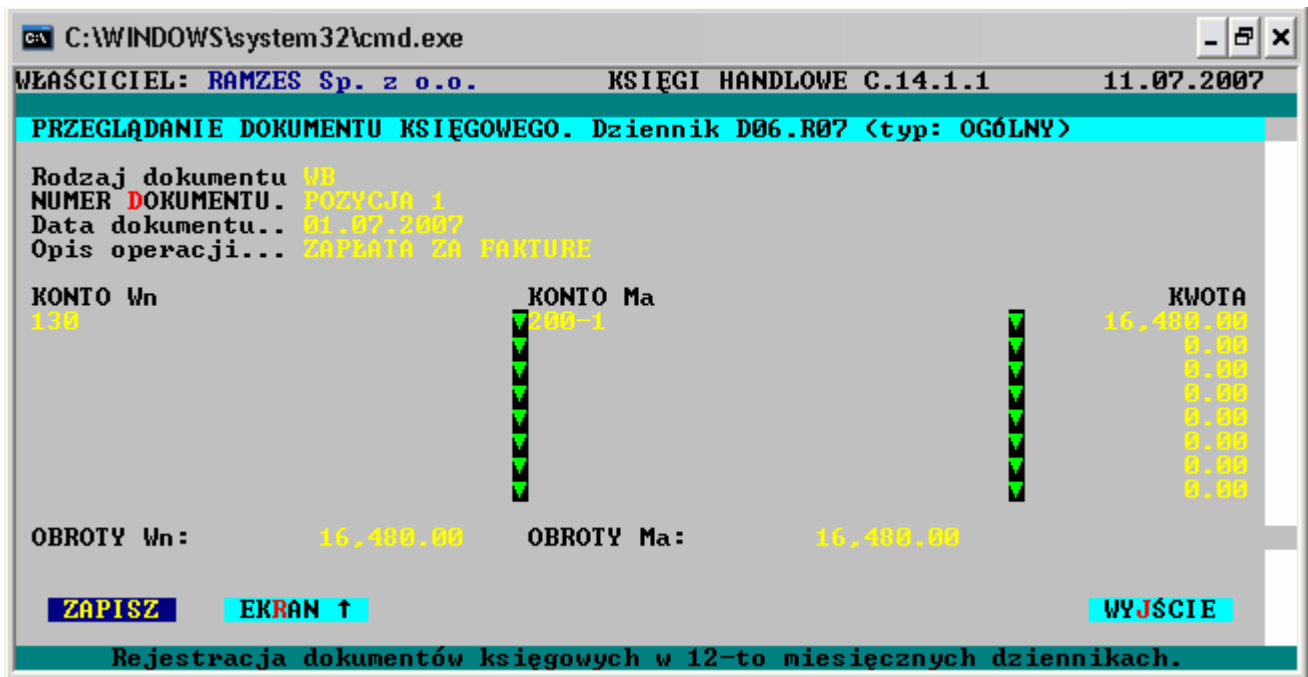 C:\WINDOWS\system32\cmd.exe
WŁAŚCICIEL: RAMZES Sp. z o.o. KSIĘGI HANDLOWE C.14.1.1 11.07.2007
PRZEGLĄDANIE DOKUMENTU KSIĘGOWEGO. Dziennik D06.R07 (typ: OGÓLNY)
Rodzaj dokumentu WB
NUMER DOKUMENTU. POZYCJA 1
Data dokumentu.. 01.07.2007
Opis operacji... ZAPŁATA ZA FAKTURE
KONTO Wn KONTO Ma KWOTA
130 200-1 16,480.00
0.00
0.00
0.00
0.00
0.00
0.00
0.00
OBROTY Wn: 16,480.00 OBROTY Ma: 16,480.00
ZAPISZ EKRAN ↑ WYJŚCIE
Rejestracja dokumentów księgowych w 12-to miesięcznych dziennikach.